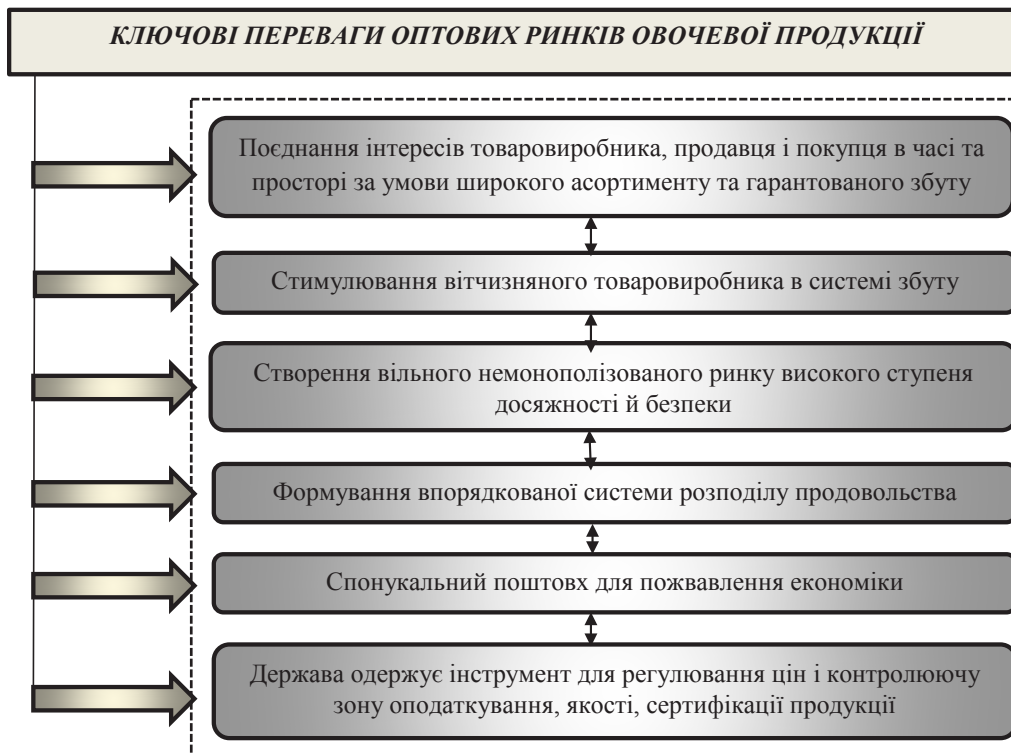 КЛЮЧОВІ ПЕРЕВАГИ ОПТОВИХ РИНКІВ ОВОЧЕВОЇ ПРОДУКЦІЇ
Поєднання інтересів товаровиробника, продавця і покупця в часі та
просторі за умови широкого асортименту та гарантованого збуту
Стимулювання вітчизняного товаровиробника в системі збуту
Створення вільного немонополізованого ринку високого ступеня
досяжності й безпеки
Формування впорядкованої системи розподілу продовольства
Спонукальний поштовх для пожвавлення економіки
Держава одержує інструмент для регулювання цін і контролюючу
зону оподаткування, якості, сертифікації продукції